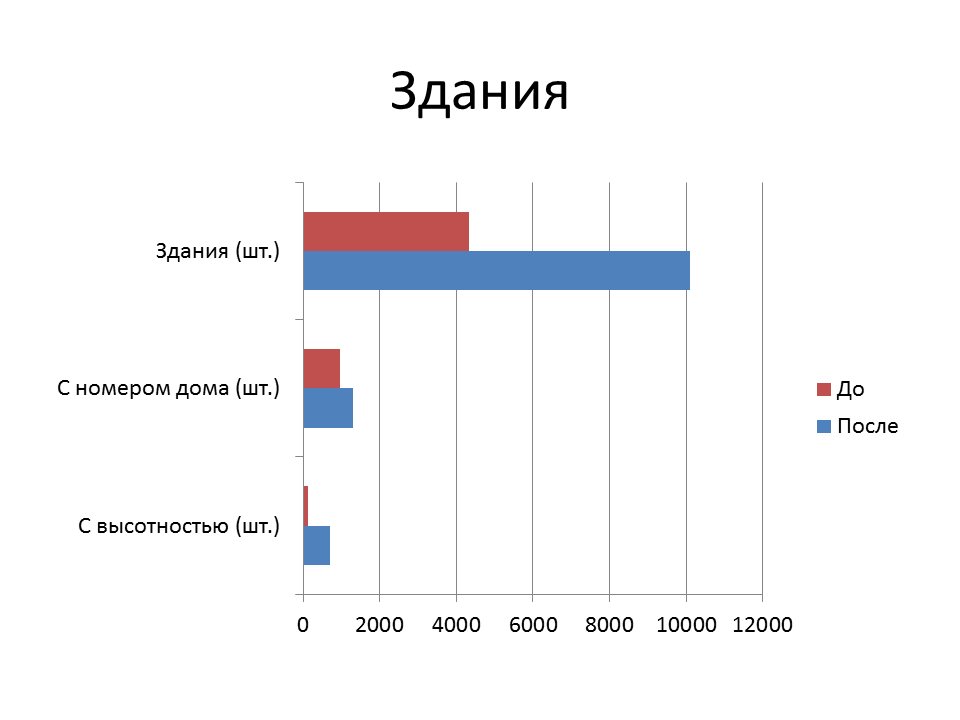 Здания
Здания (шт.)
С номером дома (шт.)
С высотностью (шт.)
До
После
0 2000 4000 6000 8000 10000 12000